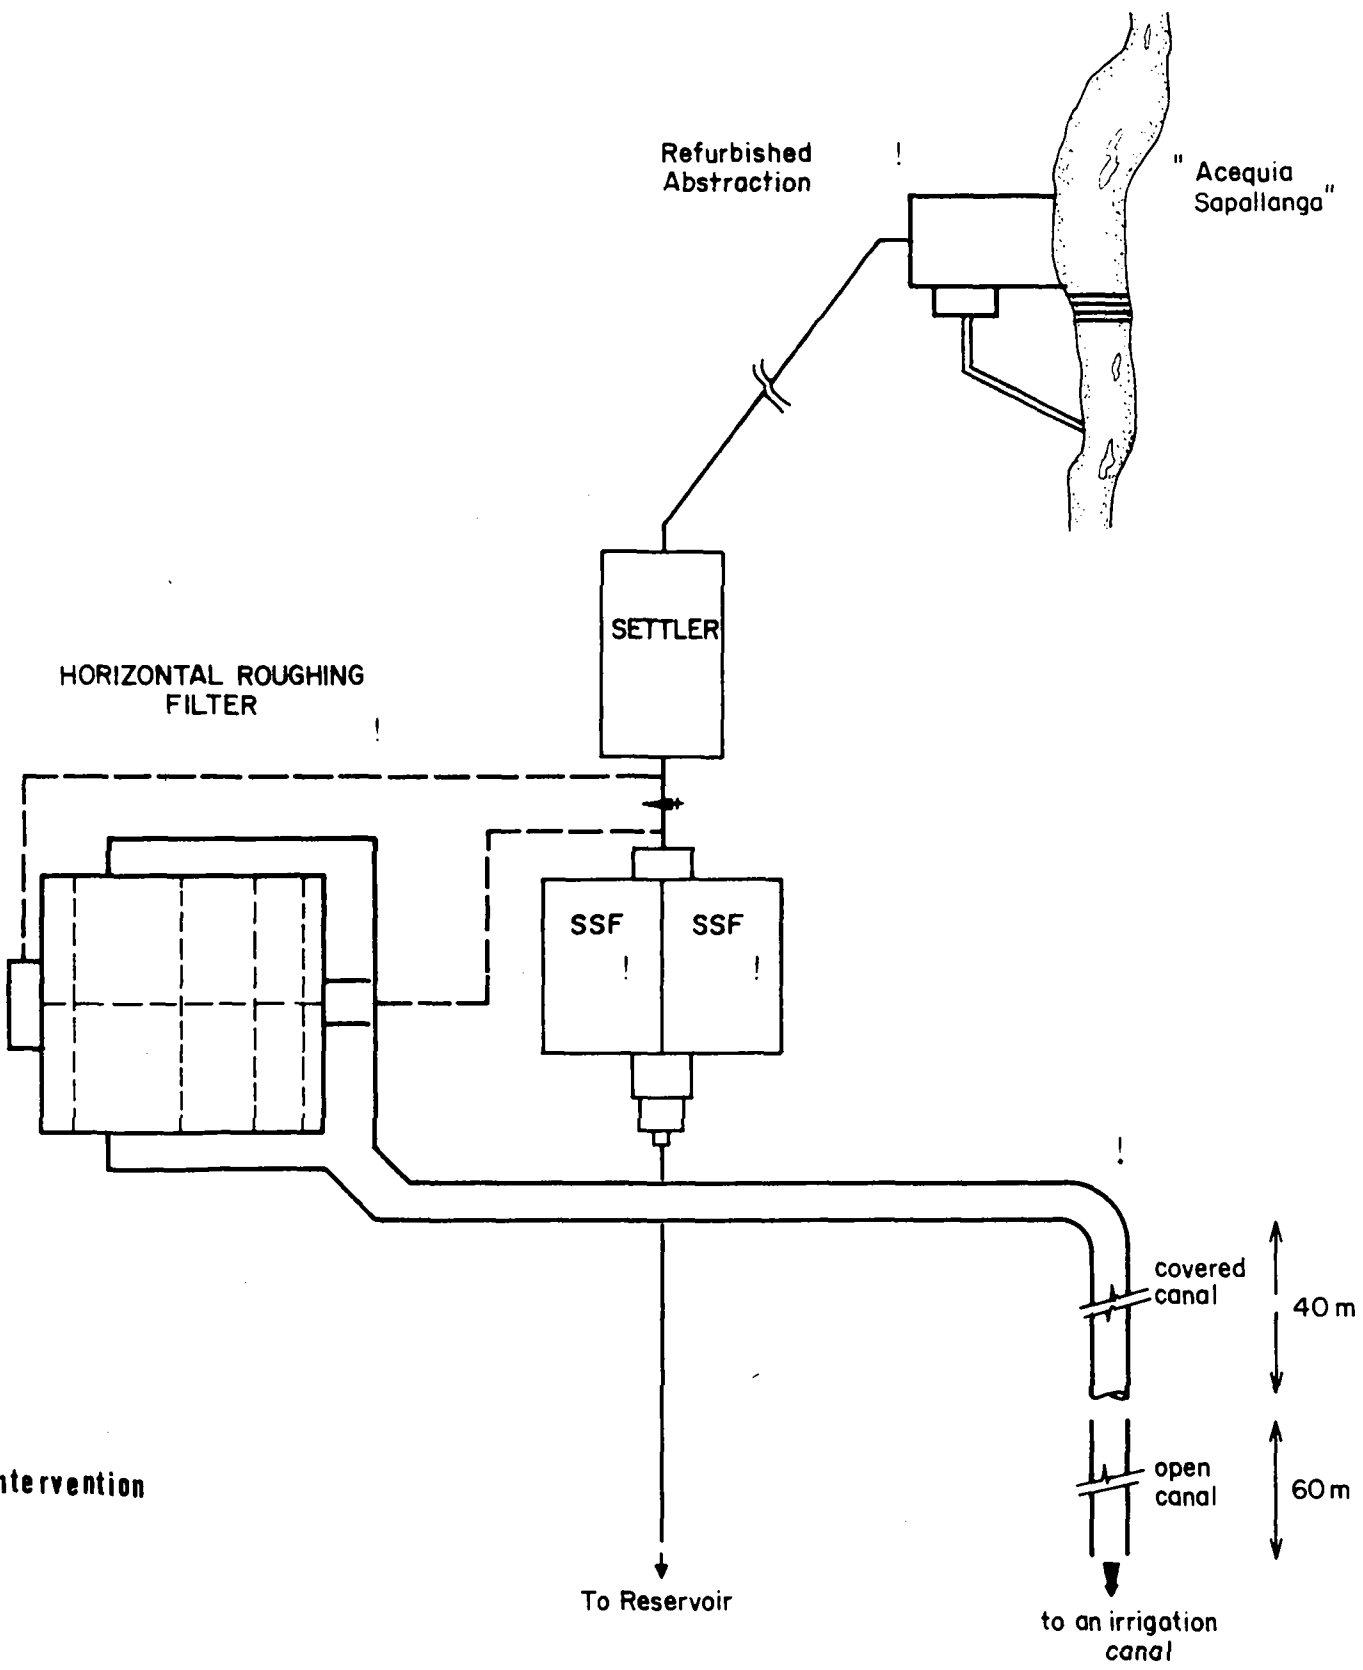 Refurbished
Abstraction
!
" Acequia
Sapallanga"
SETTLER
HORIZONTAL ROUGHING
FILTER
!
SSF
SSF
!
!
!
covered
canal
40 m
open
canal
60 m
ntervention
To Reservoir
to an irrigation
canal